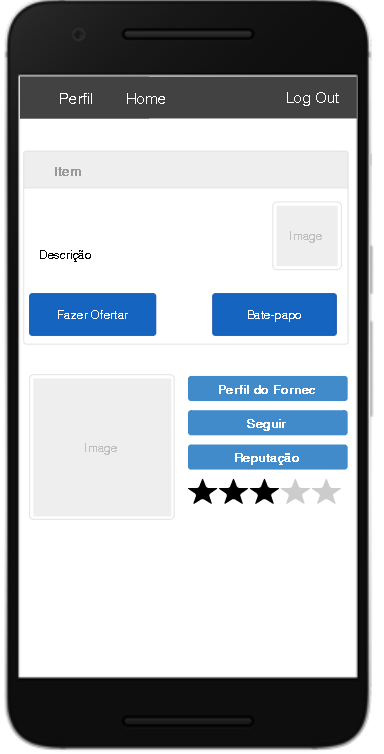 Perfil Home Log Out
Item
Image
Descrição
Fazer Ofertar Bate-papo
Image
Perfil do Fornec
Seguir
Reputação